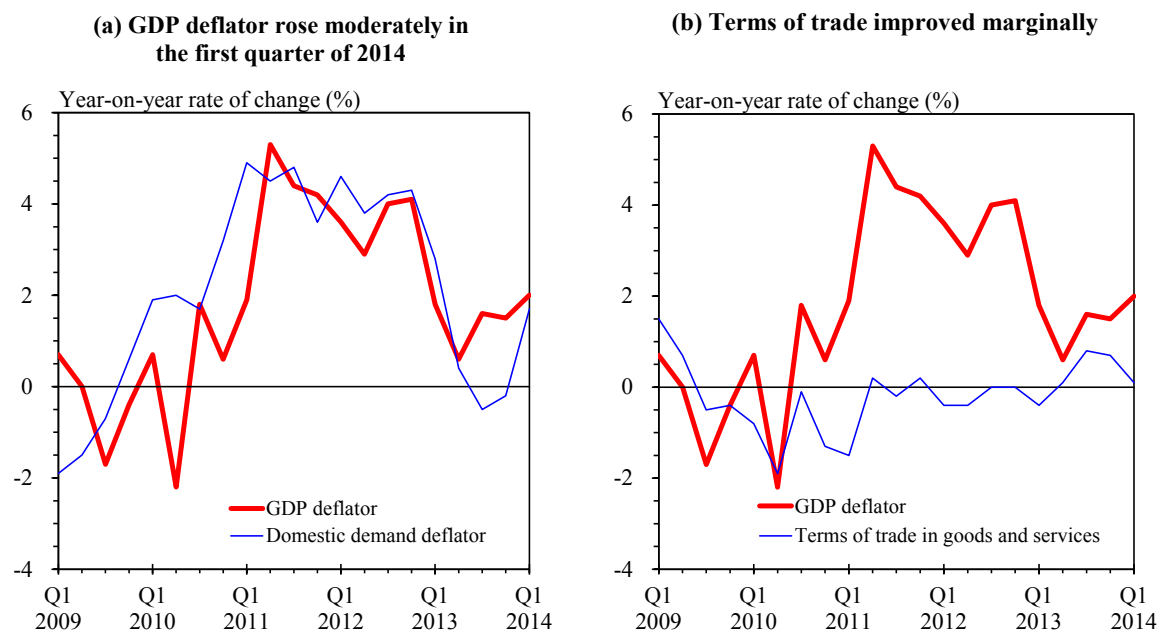 (a) GDP deflator rose moderately in
the first quarter of 2014
Year-on-year rate of change (%)
6
4
2
0
-2
-4
GDP deflator
Domestic demand deflator
Q1 Q1 Q1 Q1 Q1 Q1
2009 2010 2011 2012 2013 2014
(b) Terms of trade improved marginally
Year-on-year rate of change (%)
6
4
2
0
-2
-4
GDP deflator
Terms of trade in goods and services
Q1 Q1 Q1 Q1 Q1 Q1
2009 2010 2011 2012 2013 2014